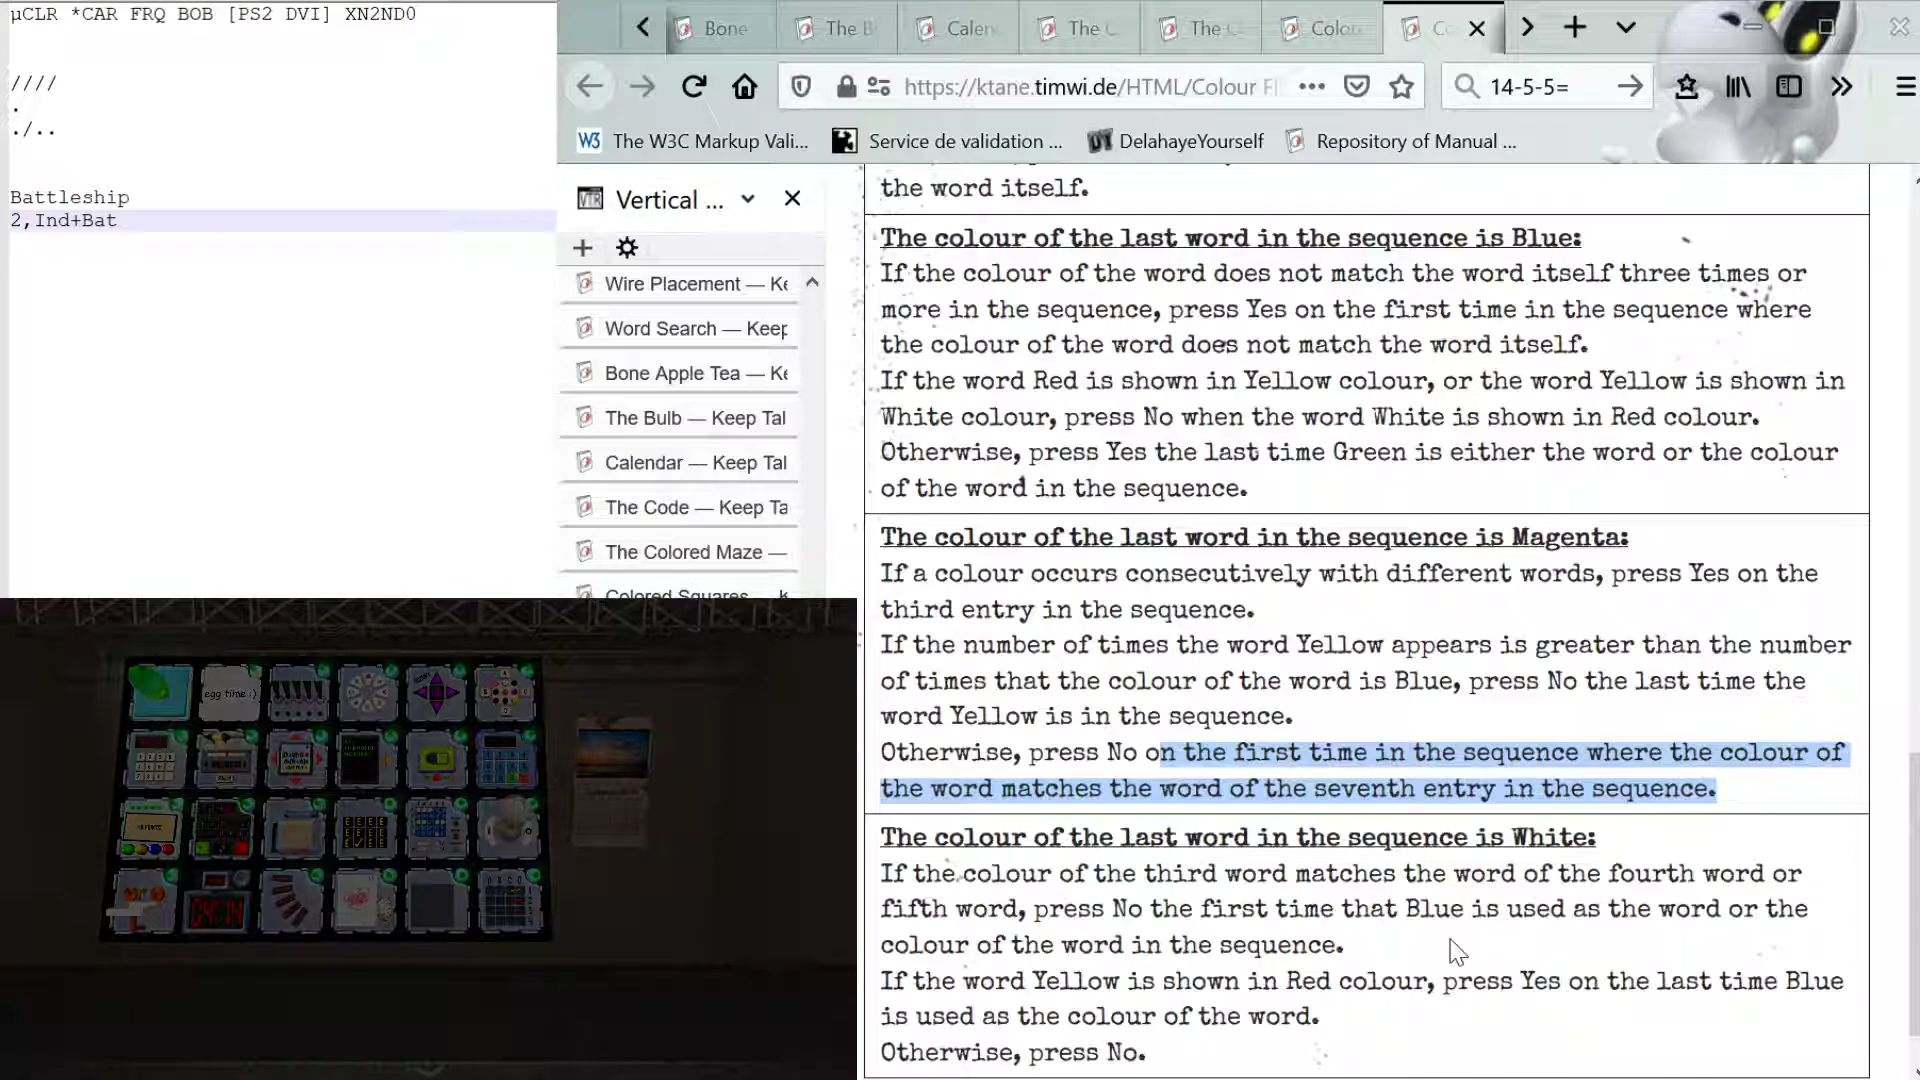 µCLR *CAR FRQ BOB [PS2 DVI] XN2ND0
////
.
./..
Battleship
2,Ind+Bat
Bone
The B
Calen
The C
The C
Colo
Co
https://ktane.timwi.de/HTML/Colour Fl
14-5-5=
The W3C Markup Vali...
Service de validation ...
DelahayeYourself
Repository of Manual ...
Vertical ...
Wire Placement — Ke
Word Search — Keep
Bone Apple Tea — Ke
The Bulb — Keep Tal
Calendar — Keep Tal
The Code — Keep Ta
The Colored Maze —
Colored Squares — K
the word itself.
The colour of the last word in the sequence is Blue:
If the colour of the word does not match the word itself three times or
more in the sequence, press Yes on the first time in the sequence where
the colour of the word does not match the word itself.
If the word Red is shown in Yellow colour, or the word Yellow is shown in
White colour, press No when the word White is shown in Red colour.
Otherwise, press Yes the last time Green is either the word or the colour
of the word in the sequence.
The colour of the last word in the sequence is Magenta:
If a colour occurs consecutively with different words, press Yes on the
third entry in the sequence.
If the number of times the word Yellow appears is greater than the number
of times that the colour of the word is Blue, press No the last time the
word Yellow is in the sequence.
Otherwise, press No on the first time in the sequence where the colour of
the word matches the word of the seventh entry in the sequence.
The colour of the last word in the sequence is White:
If the colour of the third word matches the word of the fourth word or
fifth word, press No the first time that Blue is used as the word or the
colour of the word in the sequence.
If the word Yellow is shown in Red colour, press Yes on the last time Blue
is used as the colour of the word.
Otherwise, press No.
egg time :)